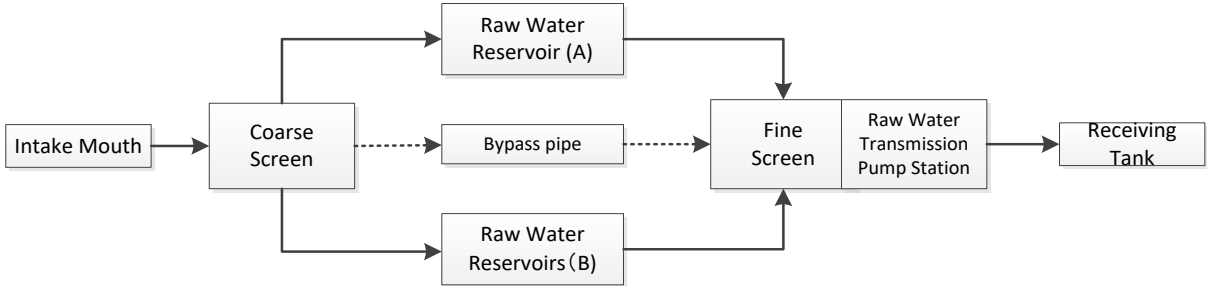 Raw Water
Reservoir (A)
Intake Mouth
Coarse
Screen
Bypass pipe
Fine
Screen
Raw Water
Transmission
Pump Station
Receiving
Tank
Raw Water
Reservoirs（B)